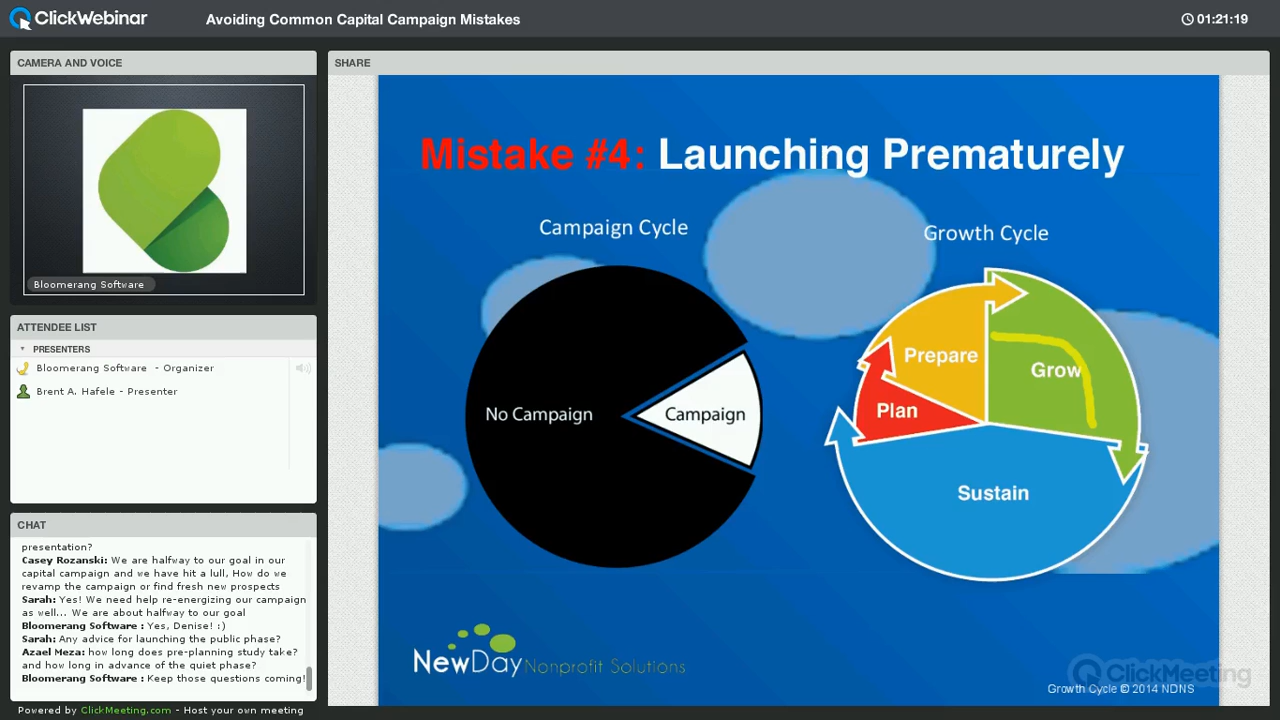 ClickWebinar
Avoiding Common Capital Campaign Mistakes
01:21:19
CAMERA AND VOICE
Bloomerang Software
ATTENDEE LIST
PRESENTERS
Bloomerang Software - Organizer
Brent A. Hafele - Presenter
CHAT
presentation?
Casey Rozanski: We are halfway to our goal in our
capital campaign and we have hit a lull, How do we
revamp the campaign or find fresh new prospects
Sarah: Yes! We need help re-energizing our campaign
as well... We are about halfway to our goal
Bloomerang Software : Yes, Denise! :)
Sarah: Any advice for launching the public phase?
Azael Meza: how long does pre-planning study take?
and how long in advance of the quiet phase?
Bloomerang Software : Keep those questions coming!
Powered by ClickMeeting.com - Host your own meeting
SHARE
Mistake #4: Launching Prematurely
Campaign Cycle
No Campaign
Campaign
Growth Cycle
Prepare
Grow
Plan
Sustain
NewDay Nonprofit Solutions
ClickMeeting
Growth Cycle © 2014 NDNS